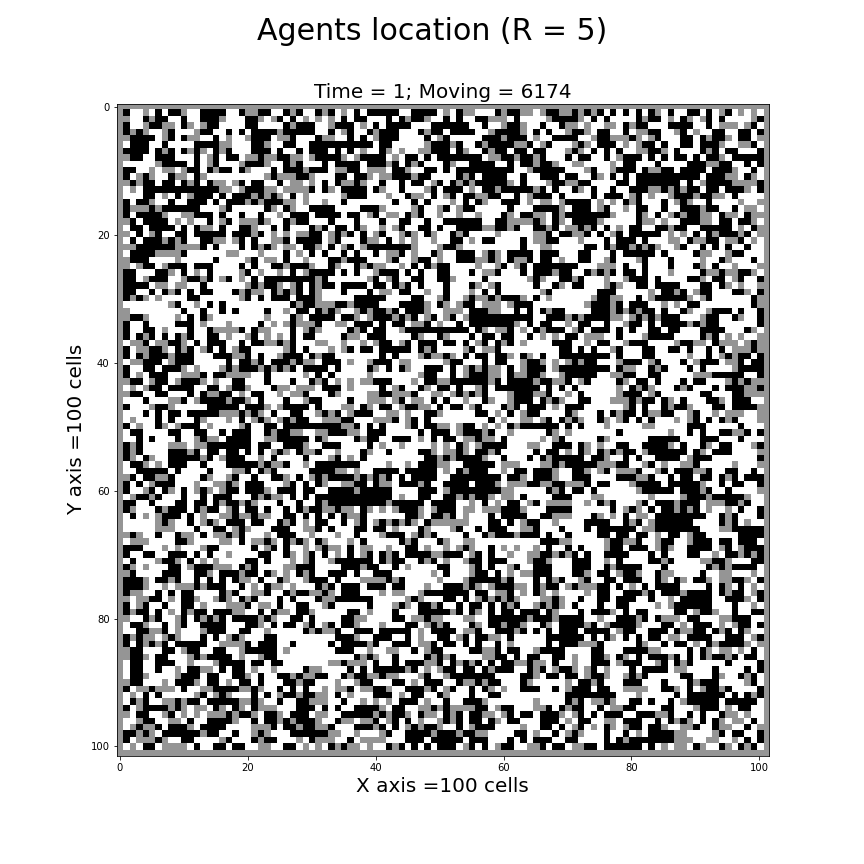 Agents location (R = 5)
Time = 1; Moving = 6174
0
20
40
60
80
100
Y axis =100 cells
0 20 40 60 80 100
X axis =100 cells